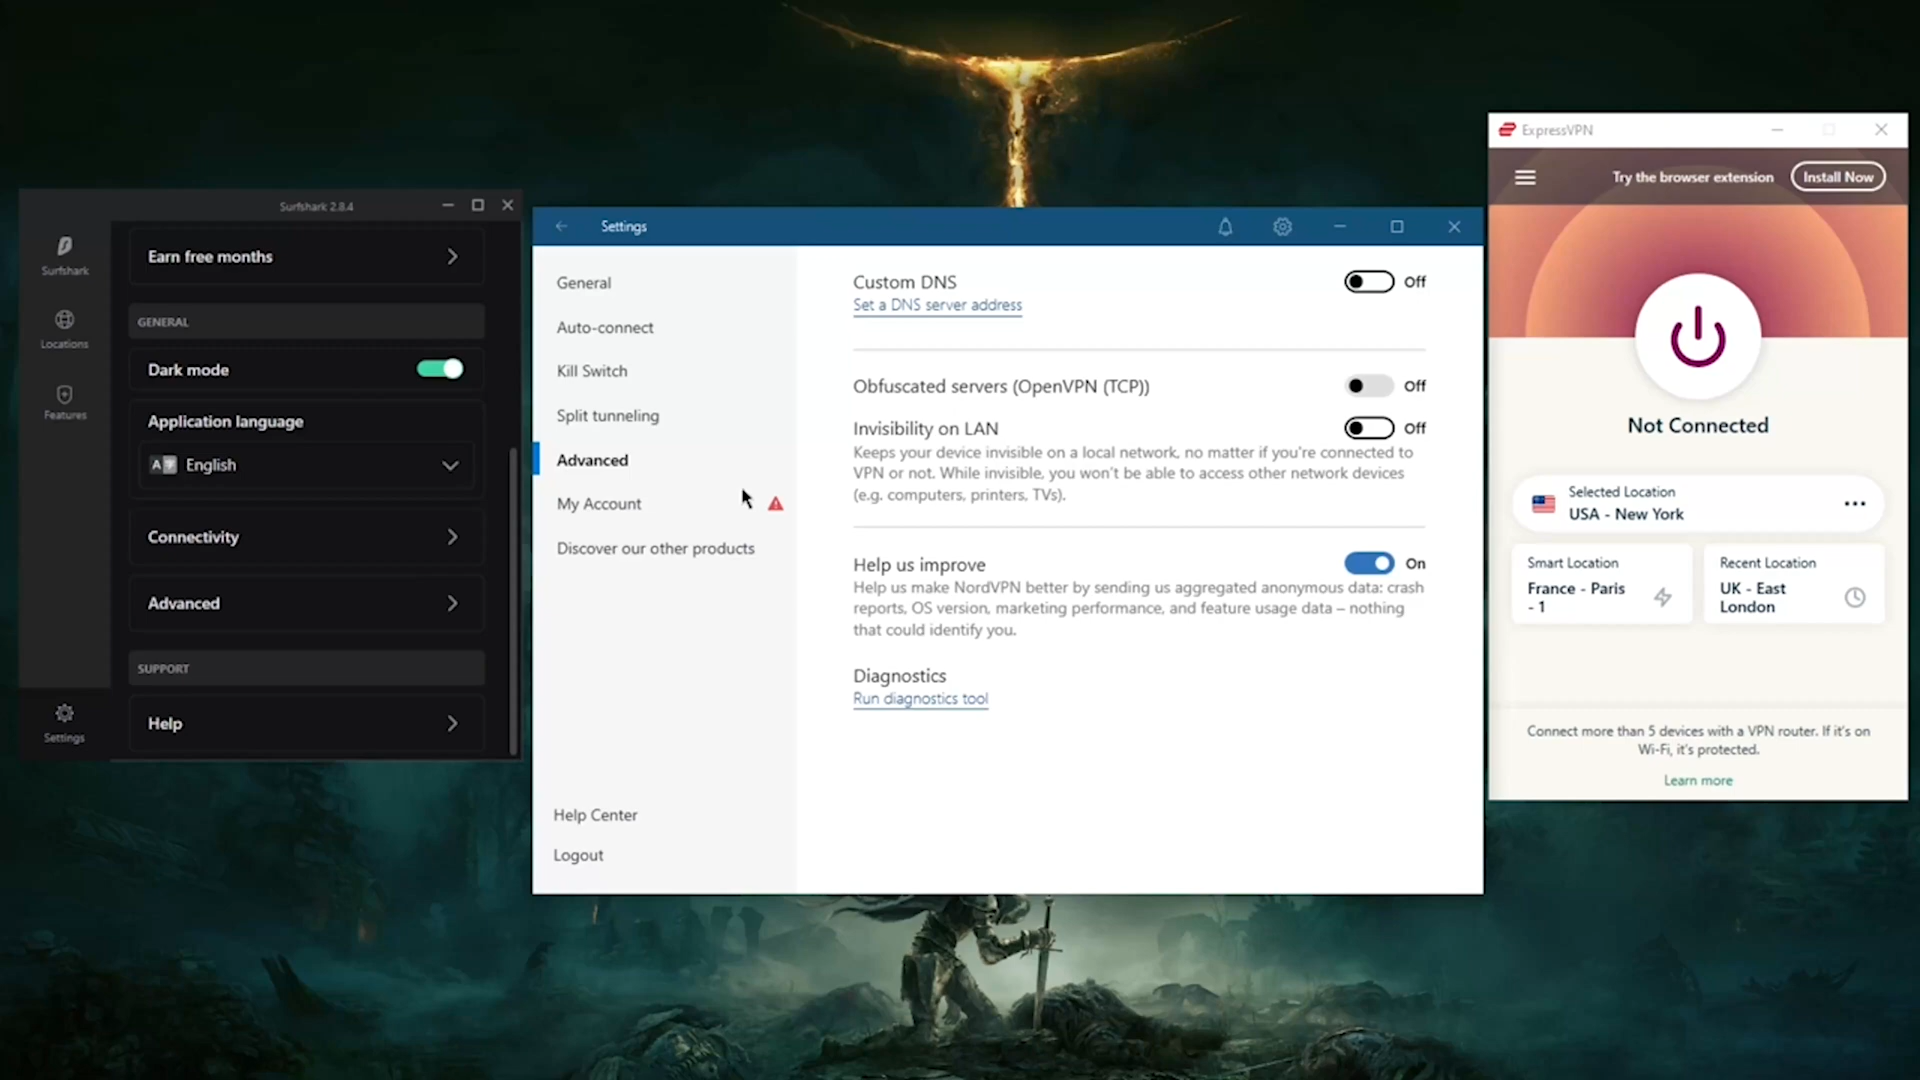 Surfshark 2.8.4
Surfshark
Locations
Features
Settings
Earn free months
GENERAL
Dark mode
Application language
English
Connectivity
Advanced
SUPPORT
Help
Settings
General
Auto-connect
Kill Switch
Split tunneling
Advanced
My Account
Discover our other products
Help Center
Logout
Custom DNS
Off
Set a DNS server address
Obfuscated servers (OpenVPN (TCP))
Off
Invisibility on LAN
Off
Keeps your device invisible on a local network, no matter if you're connected to
VPN or not. While invisible, you won't be able to access other network devices
(e.g. computers, printers, TVs).
Help us improve
On
Help us make NordVPN better by sending us aggregated anonymous data: crash
reports, OS version, marketing performance, and feature usage data – nothing
that could identify you.
Diagnostics
Run diagnostics tool
ExpressVPN
Try the browser extension
Install Now
Not Connected
Selected Location
USA - New York
Smart Location
France - Paris
- 1
Recent Location
UK - East
London
Connect more than 5 devices with a VPN router. If it's on
Wi-Fi, it's protected.
Learn more